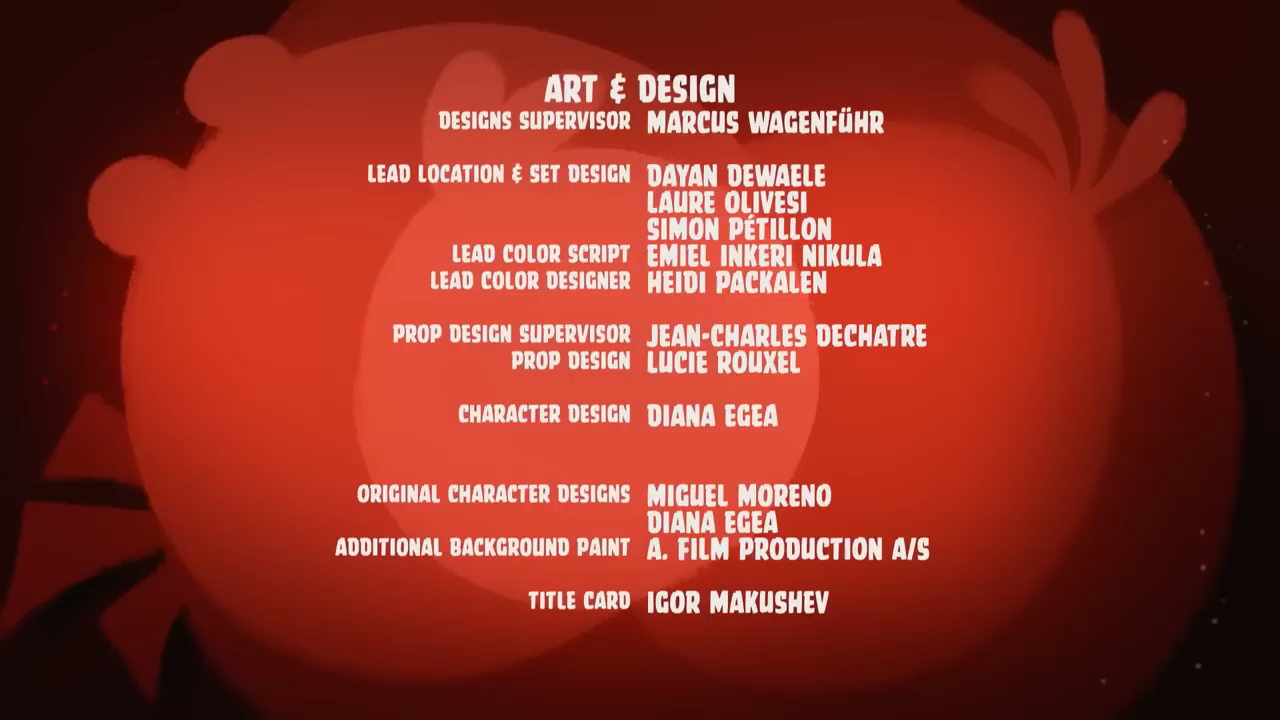 ART & DESIGN
DESIGNS SUPERVISOR MARCUS WAGENFÜHR
LEAD LOCATION & SET DESIGN DAYAN DEWAELE
LAURE OLIVESI
SIMON PÉTILLON
LEAD COLOR SCRIPT EMIEL INKERI NIKULA
LEAD COLOR DESIGNER HEIDI PACKALEN
PROP DESIGN SUPERVISOR JEAN-CHARLES DECHATRE
PROP DESIGN LUCIE ROUXEL
CHARACTER DESIGN DIANA EGEA
ORIGINAL CHARACTER DESIGNS MIGUEL MORENO
DIANA EGEA
ADDITIONAL BACKGROUND PAINT A. FILM PRODUCTION A/S
TITLE CARD IGOR MAKUSHEV